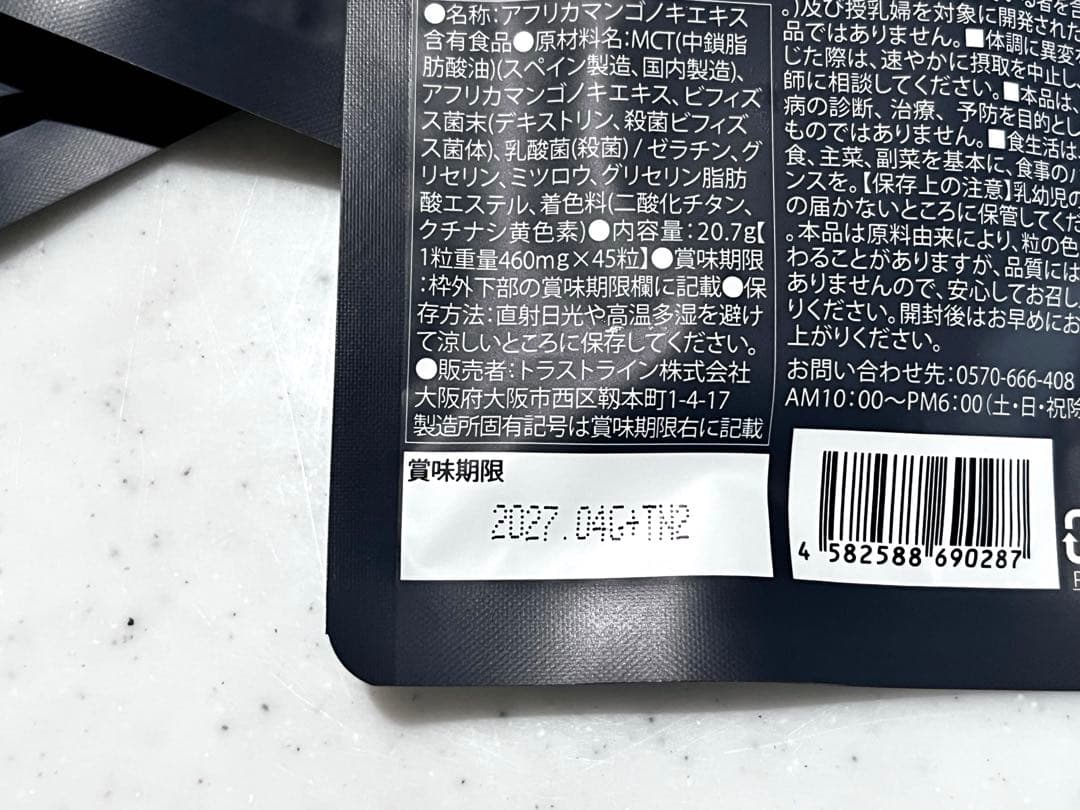 ●名称:アフリカマンゴノキエキス
含有食品●原材料名:MCT(中鎖脂
肪酸油)(スペイン製造、国内製造)、
アフリカマンゴノキエキス、ビフィズ
ス菌末(デキストリン、殺菌ビフィズ
ス菌体)、乳酸菌(殺菌) / ゼラチン、グ
リセリン、ミツロウ、グリセリン脂肪
酸エステル、着色料(二酸化チタン、
クチナシ黄色素)●内容量:20.7g【
1粒重量460mg×45粒】●賞味期限
:枠外下部の賞味期限欄に記載●保
存方法:直射日光や高温多湿を避け
て涼しいところに保存してください。
●販売者:トラストライン株式会社
大阪府大阪市西区靱本町1-4-17
製造所固有記号は賞味期限右に記載
賞味期限
2027.04G+TN2
。)及び授乳婦を対象に開発された
品ではありません。■体調に異変を
じた際は、速やかに摂取を中止し、
師に相談してください。■本品は、
病の診断、治療、予防を目的とし
ものではありません。■食生活は、
食、主菜、副菜を基本に、食事のバ
ンスを。【保存上の注意】乳幼児の
の届かないところに保管してくだ
。本品は原料由来により、粒の色
わることがありますが、品質には
ありませんので、安心してお召し
りください。開封後はお早めにお
上がりください。
お問い合わせ先:0570-666-408
AM10:00〜PM6:00(土・日・祝除
4 582588 690287